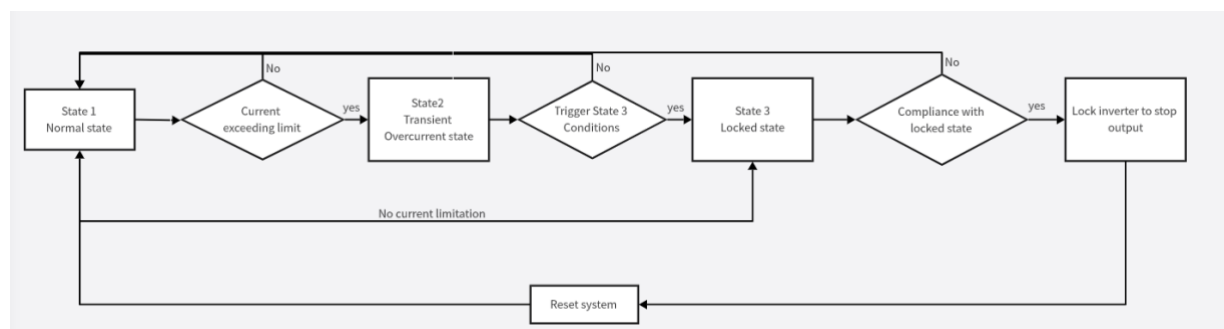 No
No
No
State 1
Normal state
Current
exceeding limit
yes
State2
Transient
Overcurrent state
Trigger State 3
Conditions
yes
State 3
Locked state
Compliance with
locked state
yes
Lock inverter to stop
output
No current limitation
Reset system